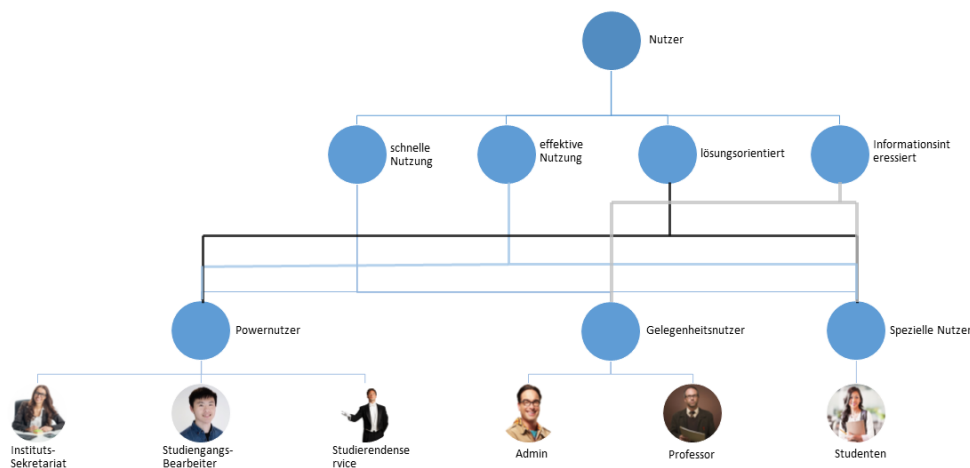 Nutzer
schnelle
Nutzung
effektive
Nutzung
lösungsorientiert
Informationsint
eressiert
Powernutzer
Gelegenheitsnutzer
Spezielle Nutzer
Instituts-
Sekretariat
Studiengangs-
Bearbeiter
Studierendense
rvice
Admin
Professor
Studenten